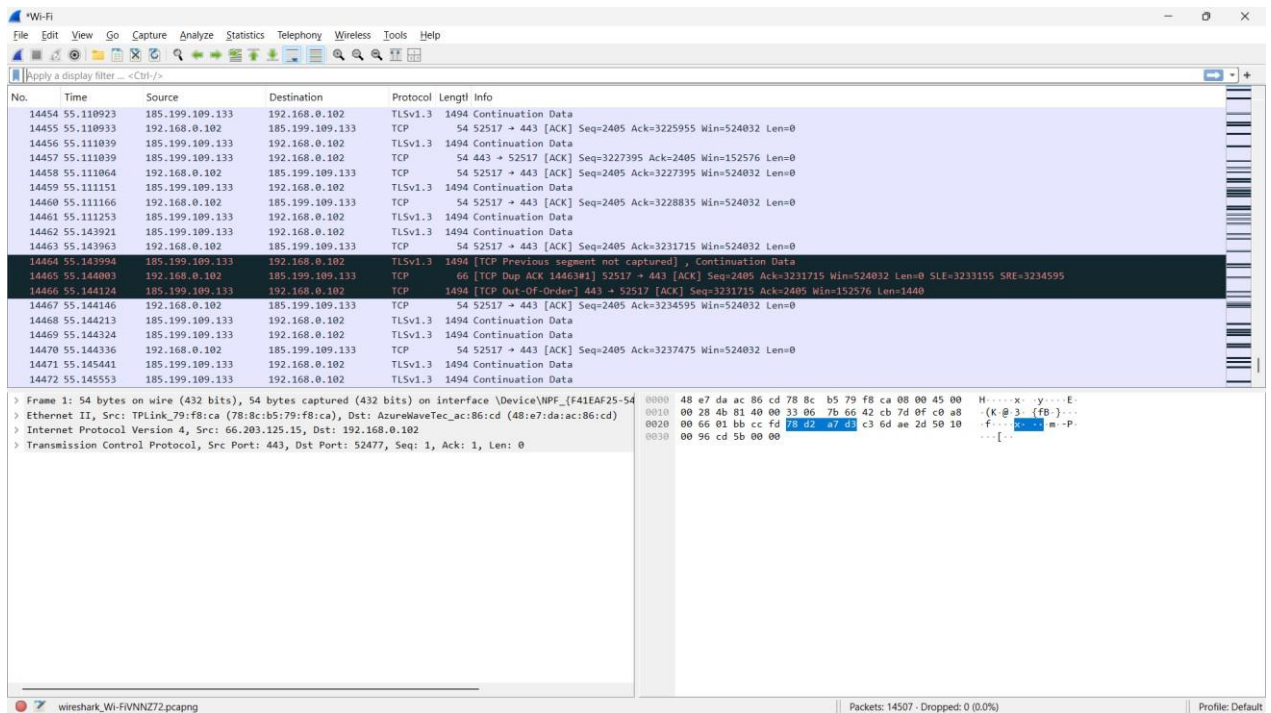 *Wi-Fi
File Edit View Go Capture Analyze Statistics Telephony Wireless Tools Help
Apply a display filter ... <Ctrl-/>
No. Time Source Destination Protocol Length Info
14454 55.110923 185.199.109.133 192.168.0.102 TLSv1.3 1494 Continuation Data
14455 55.110933 192.168.0.102 185.199.109.133 TCP 54 52517 → 443 [ACK] Seq=2405 Ack=3225955 Win=524032 Len=0
14456 55.111039 185.199.109.133 192.168.0.102 TLSv1.3 1494 Continuation Data
14457 55.111039 185.199.109.133 192.168.0.102 TCP 54 443 → 52517 [ACK] Seq=3227395 Ack=2405 Win=152576 Len=0
14458 55.111064 192.168.0.102 185.199.109.133 TCP 54 52517 → 443 [ACK] Seq=2405 Ack=3227395 Win=524032 Len=0
14459 55.111151 185.199.109.133 192.168.0.102 TLSv1.3 1494 Continuation Data
14460 55.111166 192.168.0.102 185.199.109.133 TCP 54 52517 → 443 [ACK] Seq=2405 Ack=3228835 Win=524032 Len=0
14461 55.111253 185.199.109.133 192.168.0.102 TLSv1.3 1494 Continuation Data
14462 55.143921 185.199.109.133 192.168.0.102 TLSv1.3 1494 Continuation Data
14463 55.143963 192.168.0.102 185.199.109.133 TCP 54 52517 → 443 [ACK] Seq=2405 Ack=3231715 Win=524032 Len=0
14464 55.143994 185.199.109.133 192.168.0.102 TLSv1.3 1494 [TCP Previous segment not captured] , Continuation Data
14465 55.144003 192.168.0.102 185.199.109.133 TCP 66 [TCP Dup ACK 14463#1] 52517 → 443 [ACK] Seq=2405 Ack=3231715 Win=524032 Len=0 SLE=3233155 SRE=3234595
14466 55.144124 185.199.109.133 192.168.0.102 TCP 1494 [TCP Out-Of-Order] 443 → 52517 [ACK] Seq=3231715 Ack=2405 Win=152576 Len=1440
14467 55.144146 192.168.0.102 185.199.109.133 TCP 54 52517 → 443 [ACK] Seq=2405 Ack=3234595 Win=524032 Len=0
14468 55.144213 185.199.109.133 192.168.0.102 TLSv1.3 1494 Continuation Data
14469 55.144324 185.199.109.133 192.168.0.102 TLSv1.3 1494 Continuation Data
14470 55.144336 192.168.0.102 185.199.109.133 TCP 54 52517 → 443 [ACK] Seq=2405 Ack=3237475 Win=524032 Len=0
14471 55.145441 185.199.109.133 192.168.0.102 TLSv1.3 1494 Continuation Data
14472 55.145553 185.199.109.133 192.168.0.102 TLSv1.3 1494 Continuation Data
> Frame 1: 54 bytes on wire (432 bits), 54 bytes captured (432 bits) on interface \Device\NPF_{F41EAF25-54
> Ethernet II, Src: TPLink_79:f8:ca (78:8c:b5:79:f8:ca), Dst: AzureWaveTec_ac:86:cd (48:e7:da:ac:86:cd)
> Internet Protocol Version 4, Src: 66.203.125.15, Dst: 192.168.0.102
> Transmission Control Protocol, Src Port: 443, Dst Port: 52477, Seq: 1, Ack: 1, Len: 0
0000 48 e7 da ac 86 cd 78 8c b5 79 f8 ca 08 00 45 00 H·····x· ·y····E·
0010 00 28 4b 81 40 00 33 06 7b 66 42 cb 7d 0f c0 a8 ·(K·@·3· {fB·}···
0020 00 66 01 bb cc fd 78 d2 a7 d3 c3 6d ae 2d 50 10 ·f····x· ···m·-P·
0030 00 96 cd 5b 00 00 ···[··
wireshark_Wi-FiVNNZ72.pcapng
Packets: 14507 · Dropped: 0 (0.0%)
Profile: Default